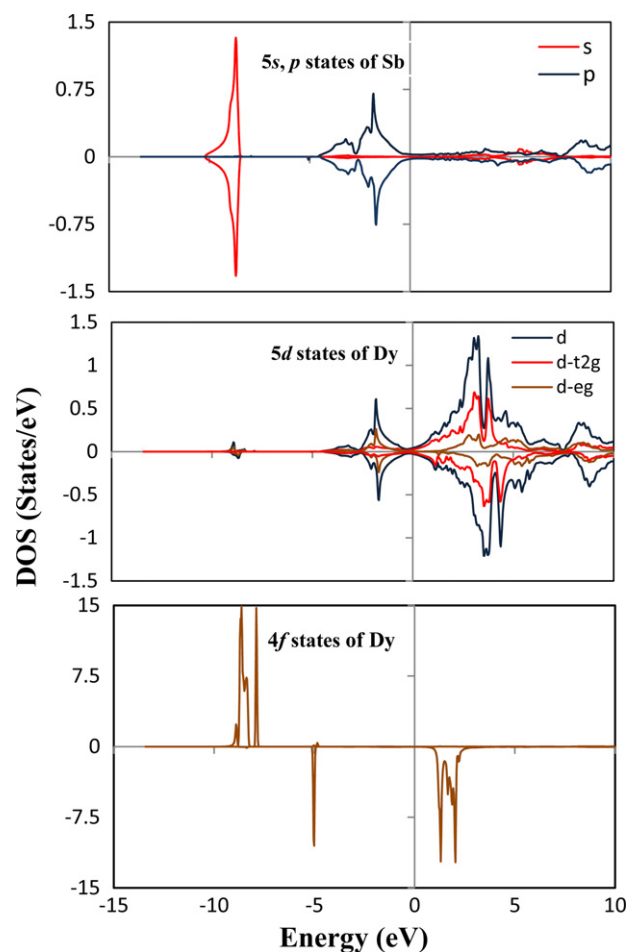 1.5
5s, p states of Sb
s
p
0.75
0
-0.75
-1.5
1.5
5d states of Dy
d
d-t2g
d-eg
1
0.5
0
-0.5
-1
-1.5
DOS (States/eV)
15
4f states of Dy
7.5
0
-7.5
-15
-15 -10 -5 0 5 10
Energy (eV)